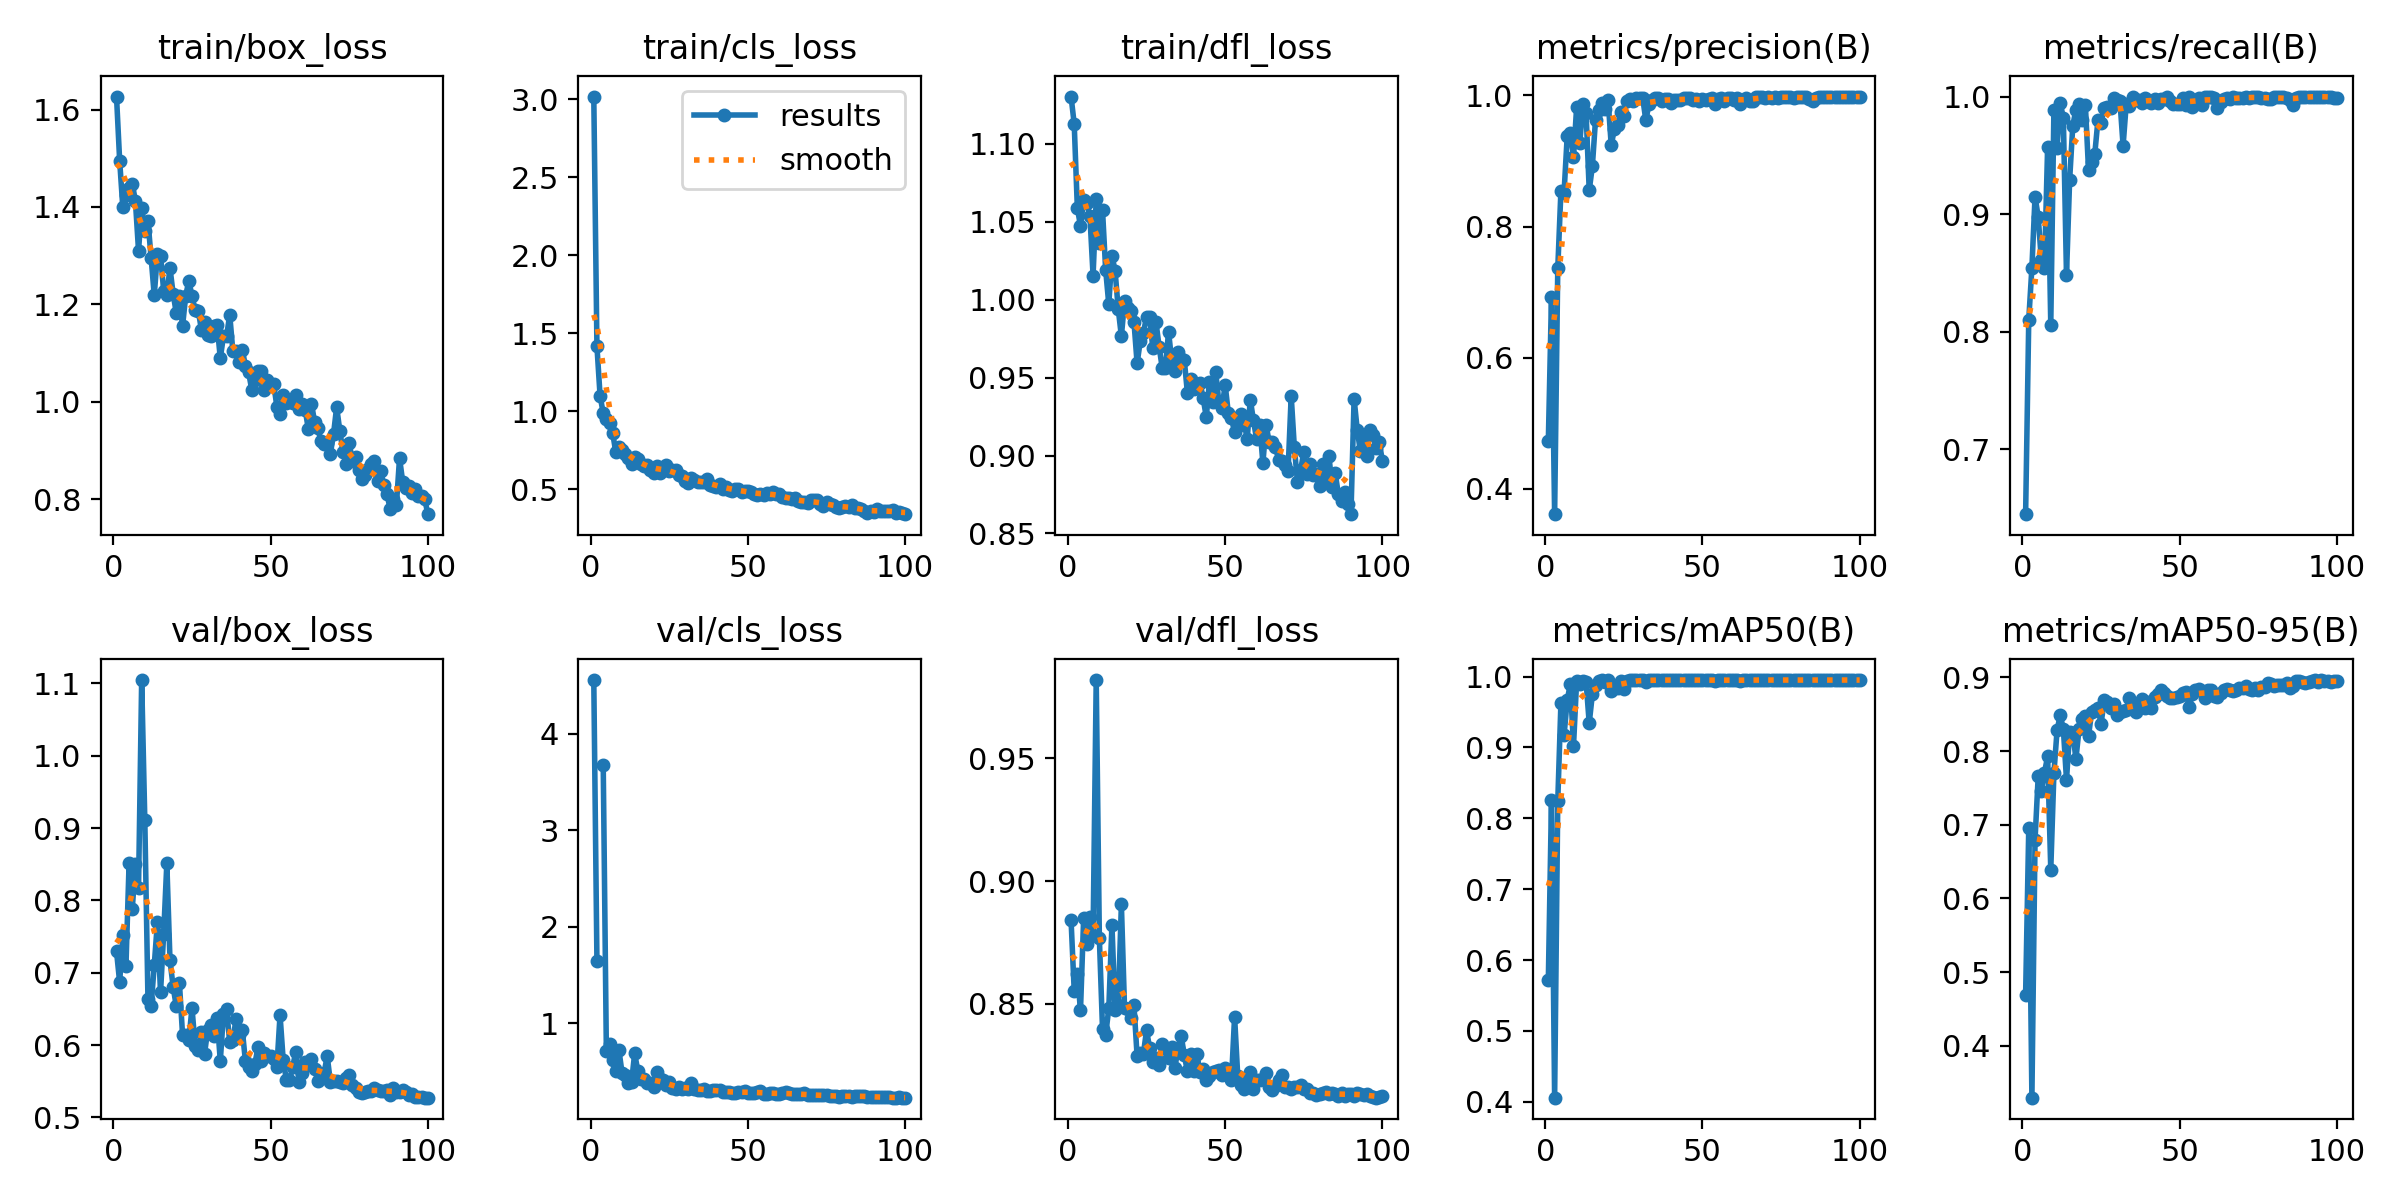 train/box_loss
1.6
1.4
1.2
1.0
0.8
0 50 100
train/cls_loss
results
smooth
3.0
2.5
2.0
1.5
1.0
0.5
0 50 100
train/dfl_loss
1.10
1.05
1.00
0.95
0.90
0.85
0 50 100
metrics/precision(B)
1.0
0.8
0.6
0.4
0 50 100
metrics/recall(B)
1.0
0.9
0.8
0.7
0 50 100
val/box_loss
1.1
1.0
0.9
0.8
0.7
0.6
0.5
0 50 100
val/cls_loss
4
3
2
1
0 50 100
val/dfl_loss
0.95
0.90
0.85
0 50 100
metrics/mAP50(B)
1.0
0.9
0.8
0.7
0.6
0.5
0.4
0 50 100
metrics/mAP50-95(B)
0.9
0.8
0.7
0.6
0.5
0.4
0 50 100